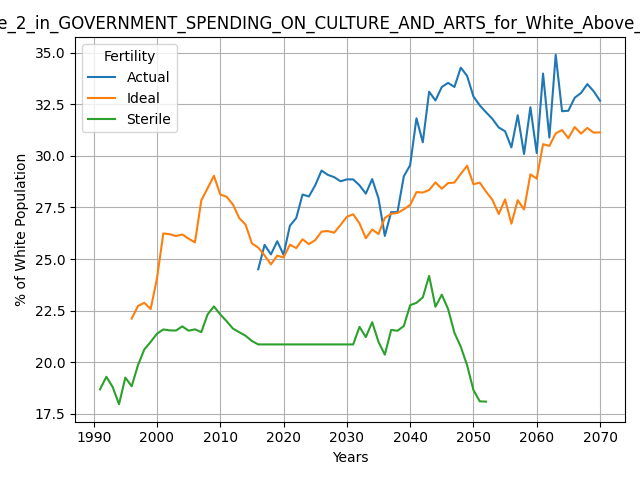 e_2_in_GOVERNMENT_SPENDING_ON_CULTURE_AND_ARTS_for_White_Above_
Fertility
Actual
Ideal
Sterile
% of White Population
35.0
32.5
30.0
27.5
25.0
22.5
20.0
17.5
1990 2000 2010 2020 2030 2040 2050 2060 2070
Years